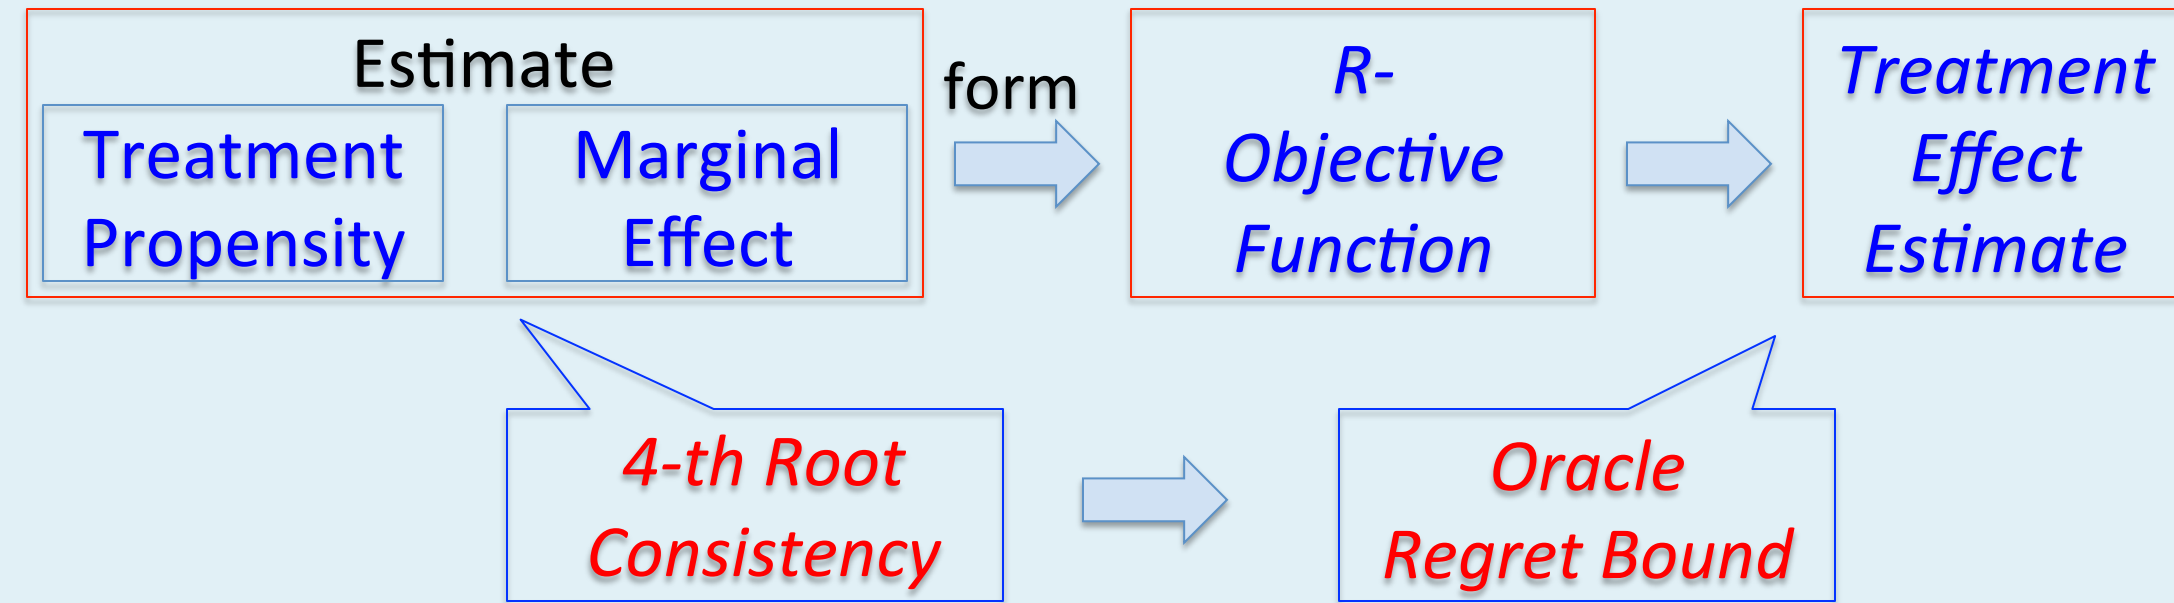 Estimate
Treatment
Propensity
Marginal
Effect
form
R-
Objective
Function
Treatment
Effect
Estimate
4-th Root
Consistency
Oracle
Regret Bound